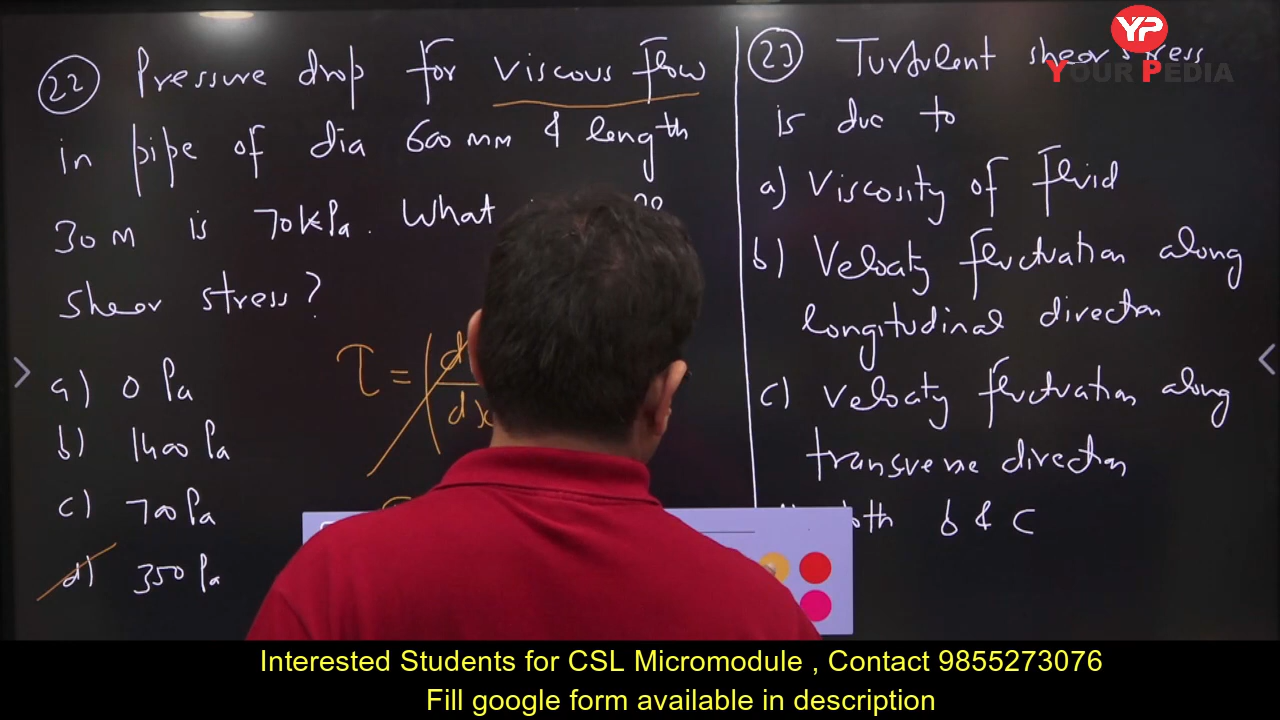 22 Pressure drop for viscous flow
in pipe of dia 600 mm & length
30 m is 70 kPa. What
shear stress?
τ =
dx
a) 0 Pa
b) 1400 Pa
c) 700 Pa
d) 350 Pa
23 Turbulent shear stress
is due to
a) Viscosity of fluid
b) Velocity fluctuation along
longitudinal direction
c) Velocity fluctuation along
transverse direction
b & c
YP
YOUR PEDIA
Interested Students for CSL Micromodule , Contact 9855273076
Fill google form available in description